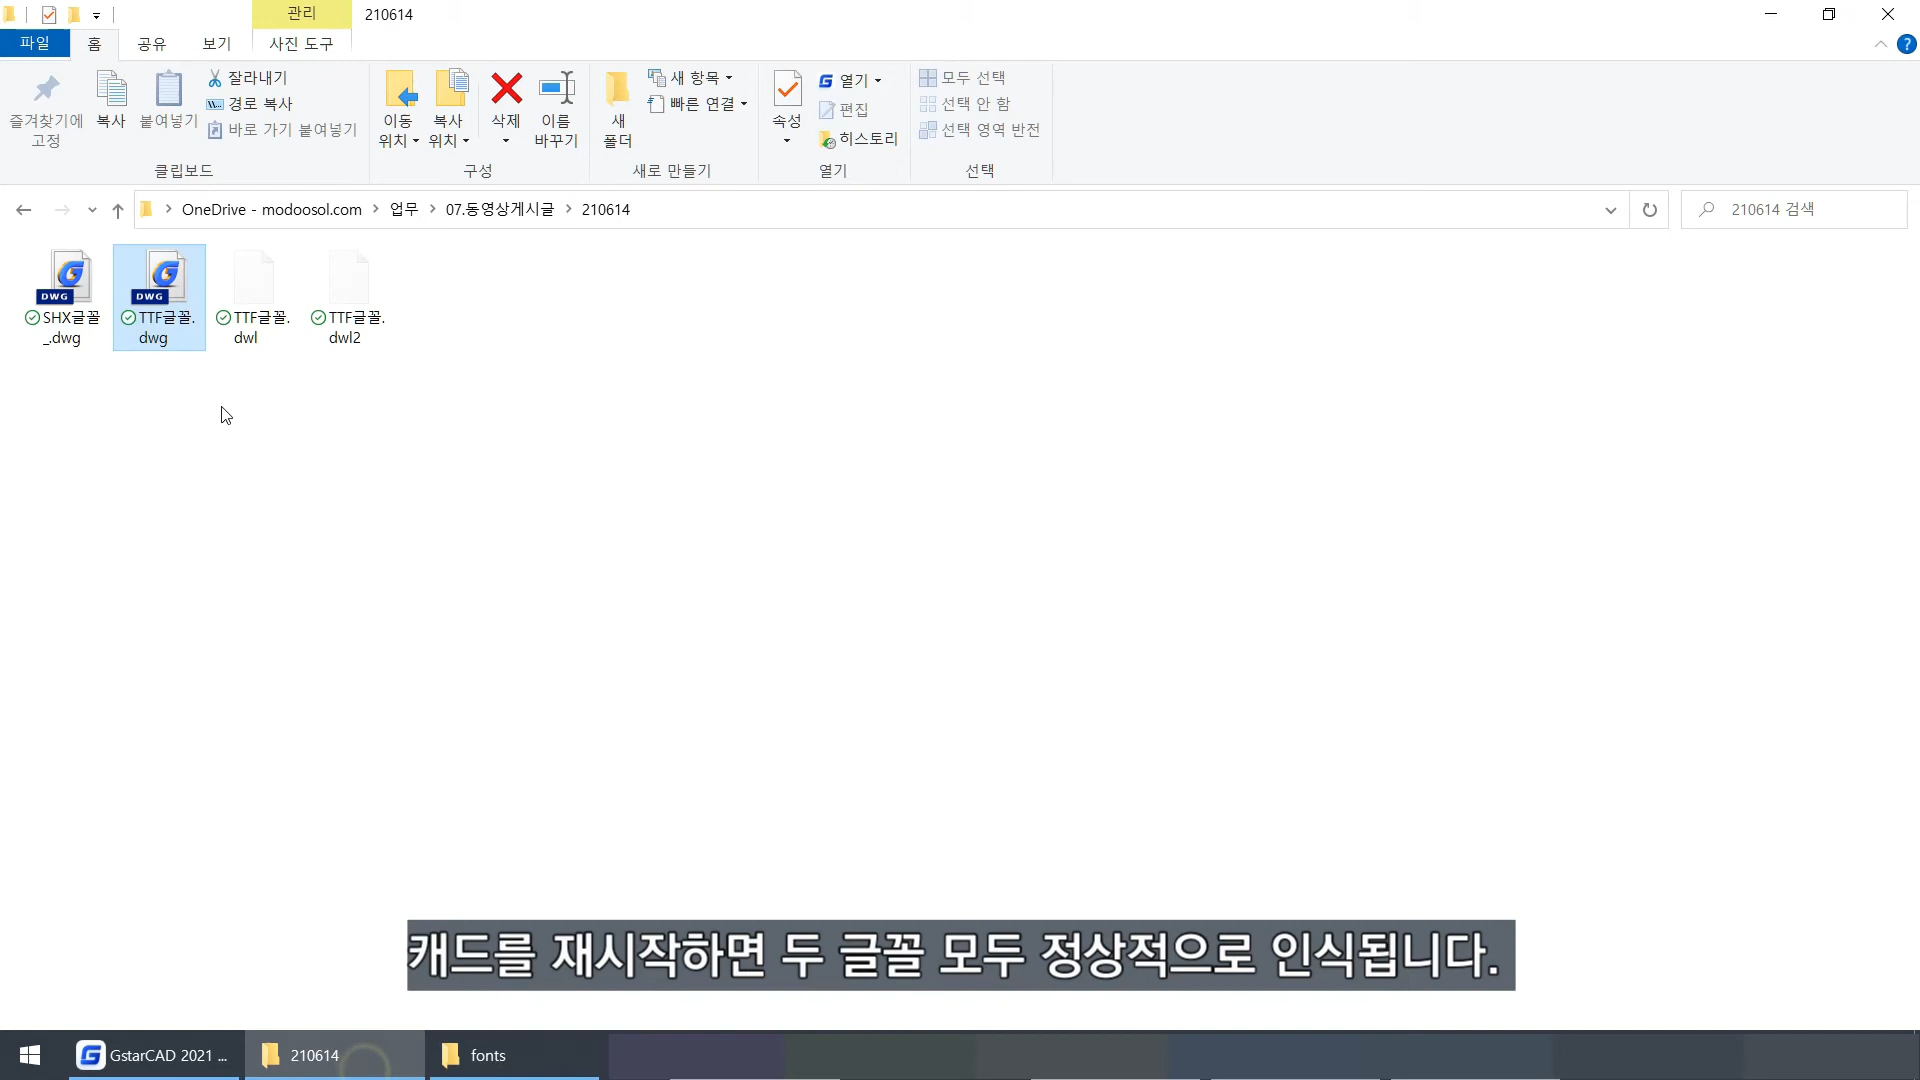 관리
210614
파일
홈
공유
보기
사진 도구
즐겨찾기에
고정
복사
붙여넣기
잘라내기
경로 복사
바로 가기 붙여넣기
클립보드
이동
위치
복사
위치
삭제
이름
바꾸기
구성
새
폴더
새 항목
빠른 연결
새로 만들기
속성
열기
편집
히스토리
열기
모두 선택
선택 안 함
선택 영역 반전
선택
OneDrive - modoosol.com > 업무 > 07.동영상게시글 > 210614
210614 검색
DWG
SHX글꼴
_.dwg
DWG
TTF글꼴.
dwg
TTF글꼴.
dwl
TTF글꼴.
dwl2
캐드를 재시작하면 두 글꼴 모두 정상적으로 인식됩니다.
GstarCAD 2021 ...
210614
fonts